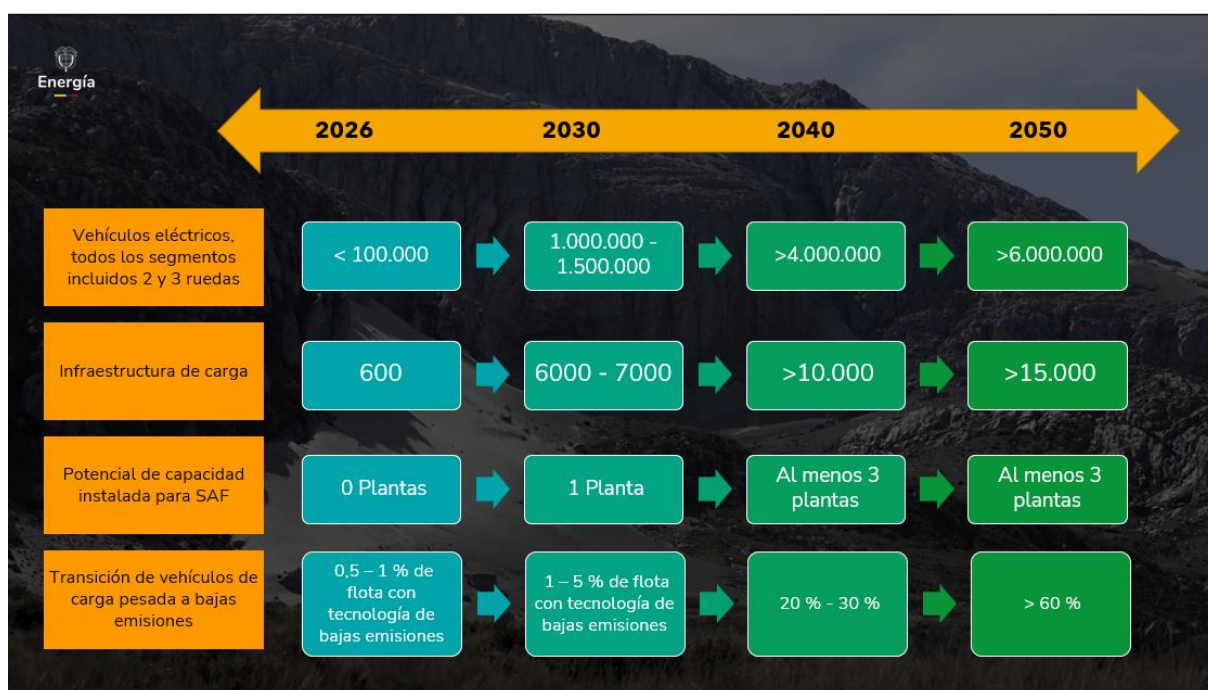 Energía
2026
2030
2040
2050
Vehículos eléctricos,
todos los segmentos
incluidos 2 y 3 ruedas
< 100.000
1.000.000 -
1.500.000
>4.000.000
>6.000.000
Infraestructura de carga
600
6000 - 7000
>10.000
>15.000
Potencial de capacidad
instalada para SAF
0 Plantas
1 Planta
Al menos 3
plantas
Al menos 3
plantas
Transición de vehículos de
carga pesada a bajas
emisiones
0,5 – 1 % de
flota con
tecnología de
bajas emisiones
1 – 5 % de flota
con tecnología de
bajas emisiones
20 % - 30 %
> 60 %